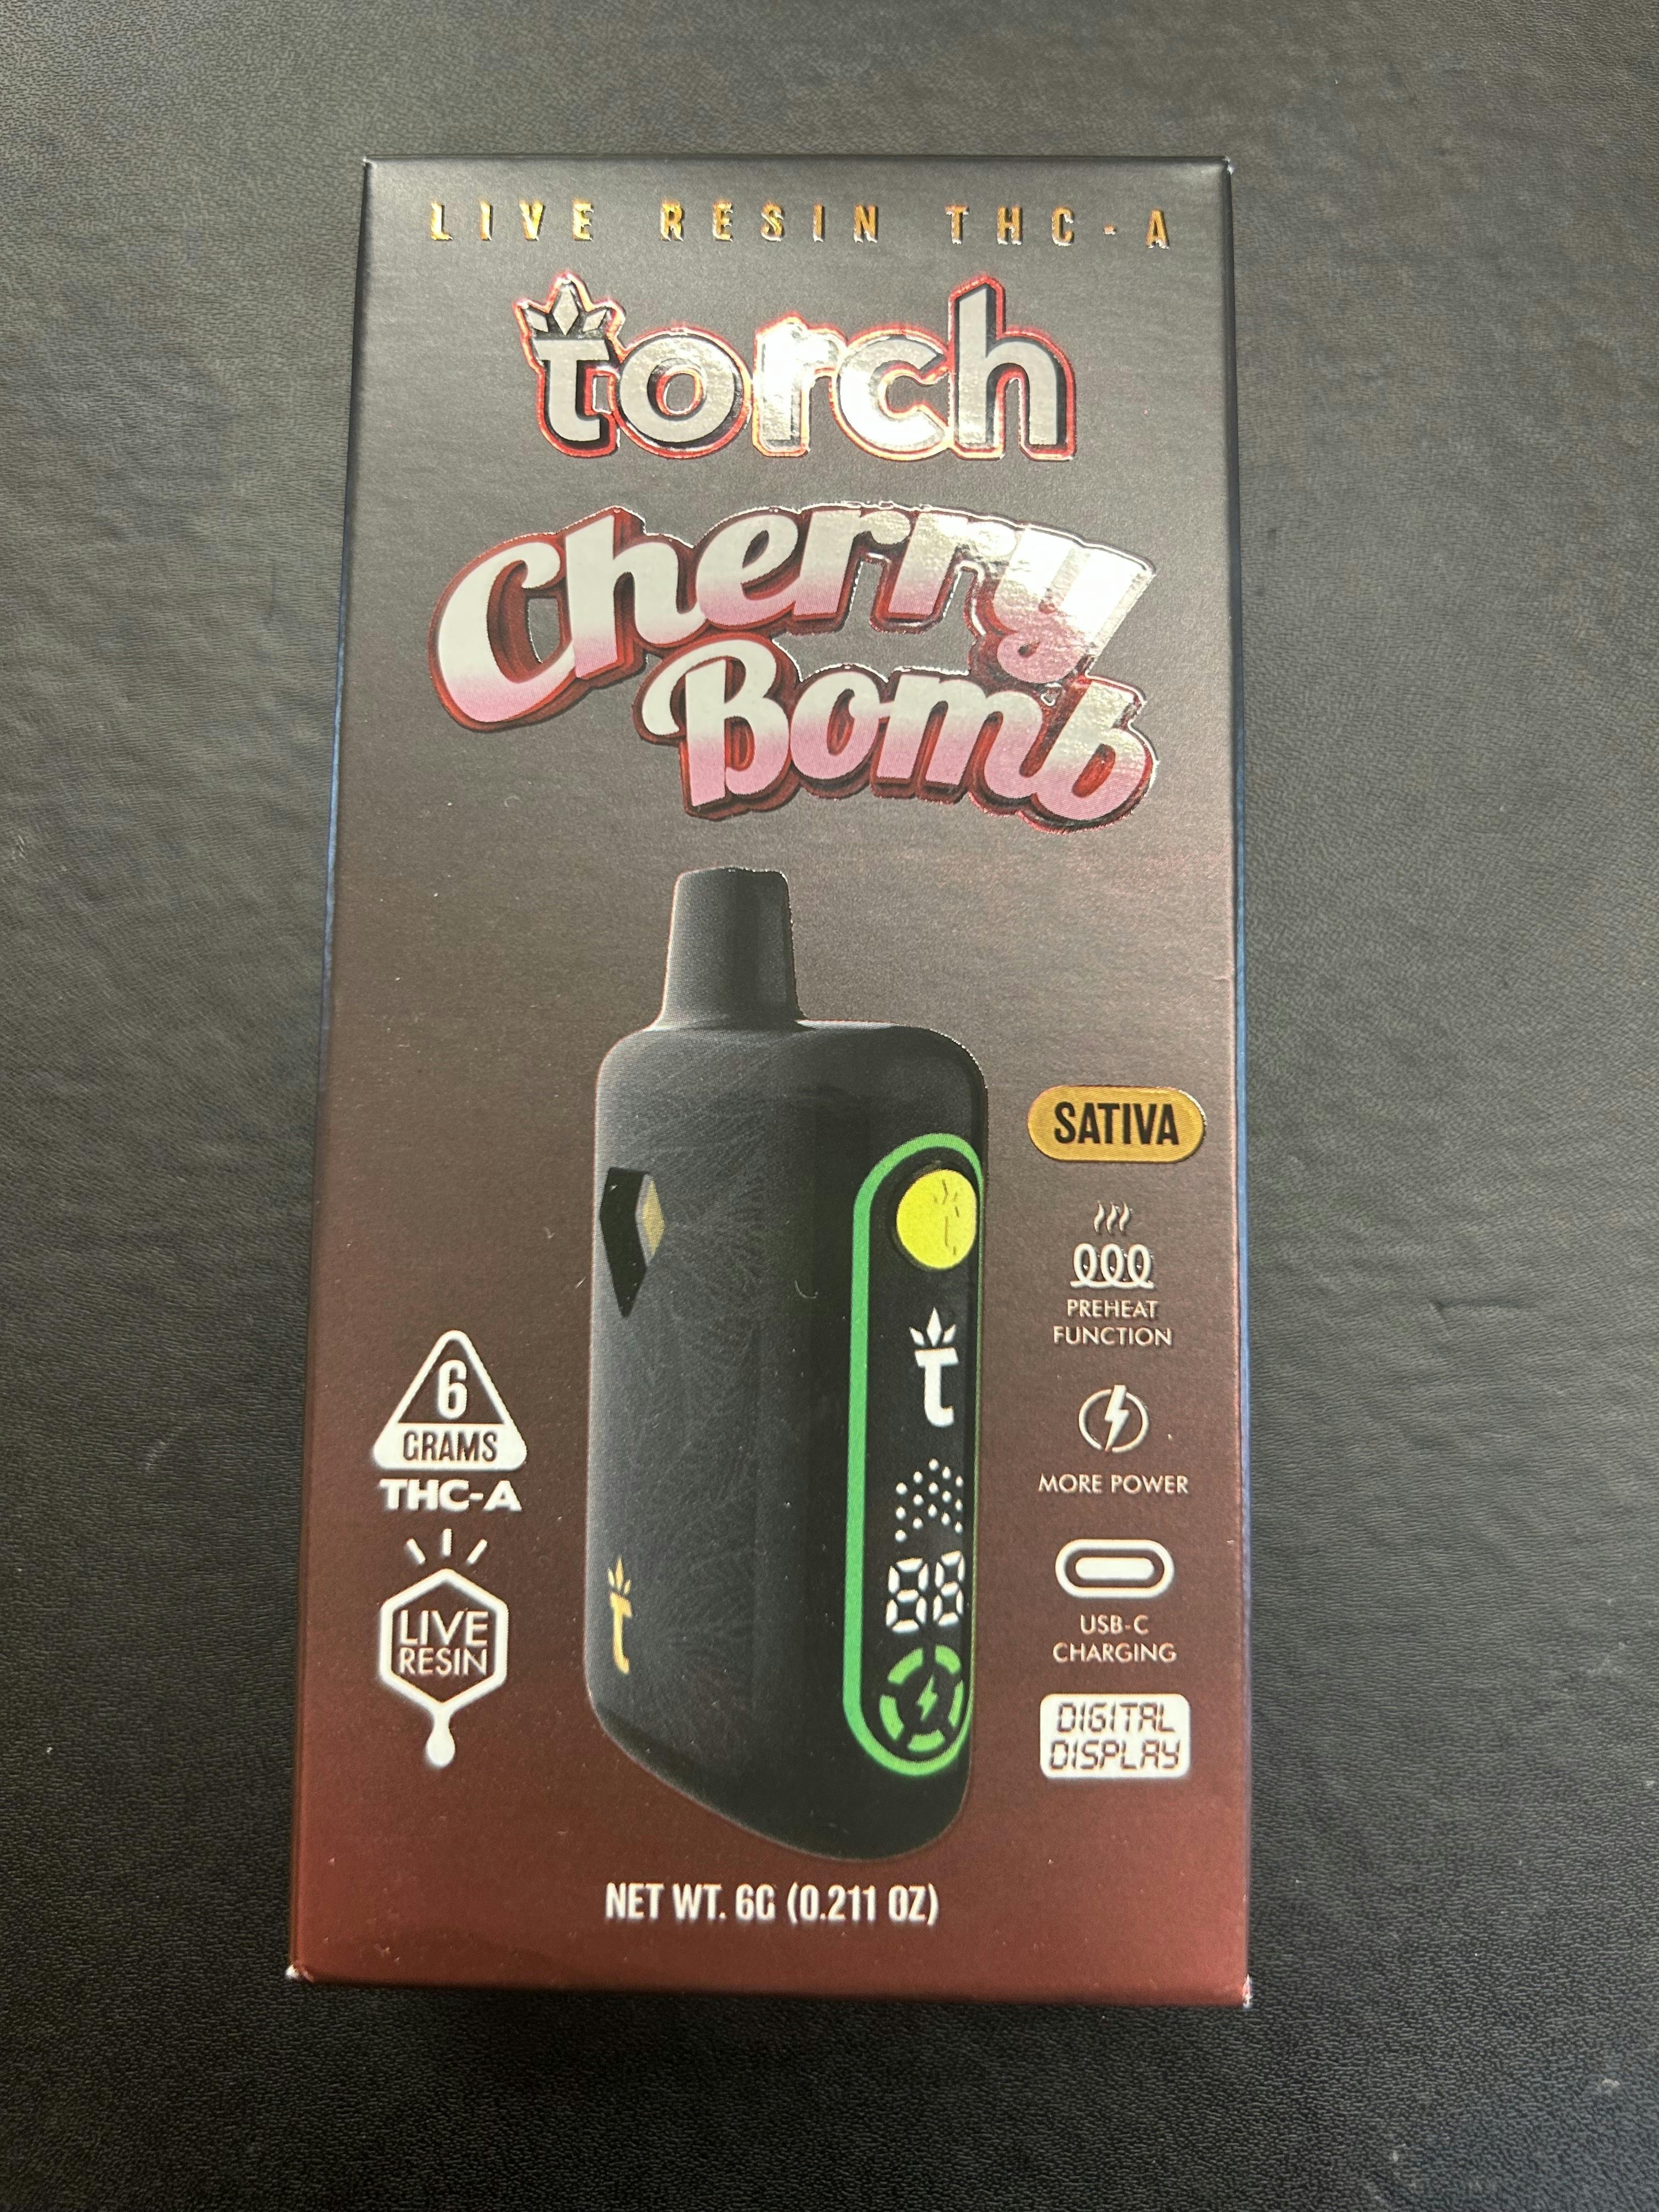 LIVE RESIN THC-A
torch
Cherry
Bomb
SATIVA
PREHEAT
FUNCTION
t
6
GRAMS
THC-A
MORE POWER
88
LIVE
RESIN
t
USB-C
CHARGING
DIGITAL
DISPLAY
NET WT. 6G (0.211 OZ)